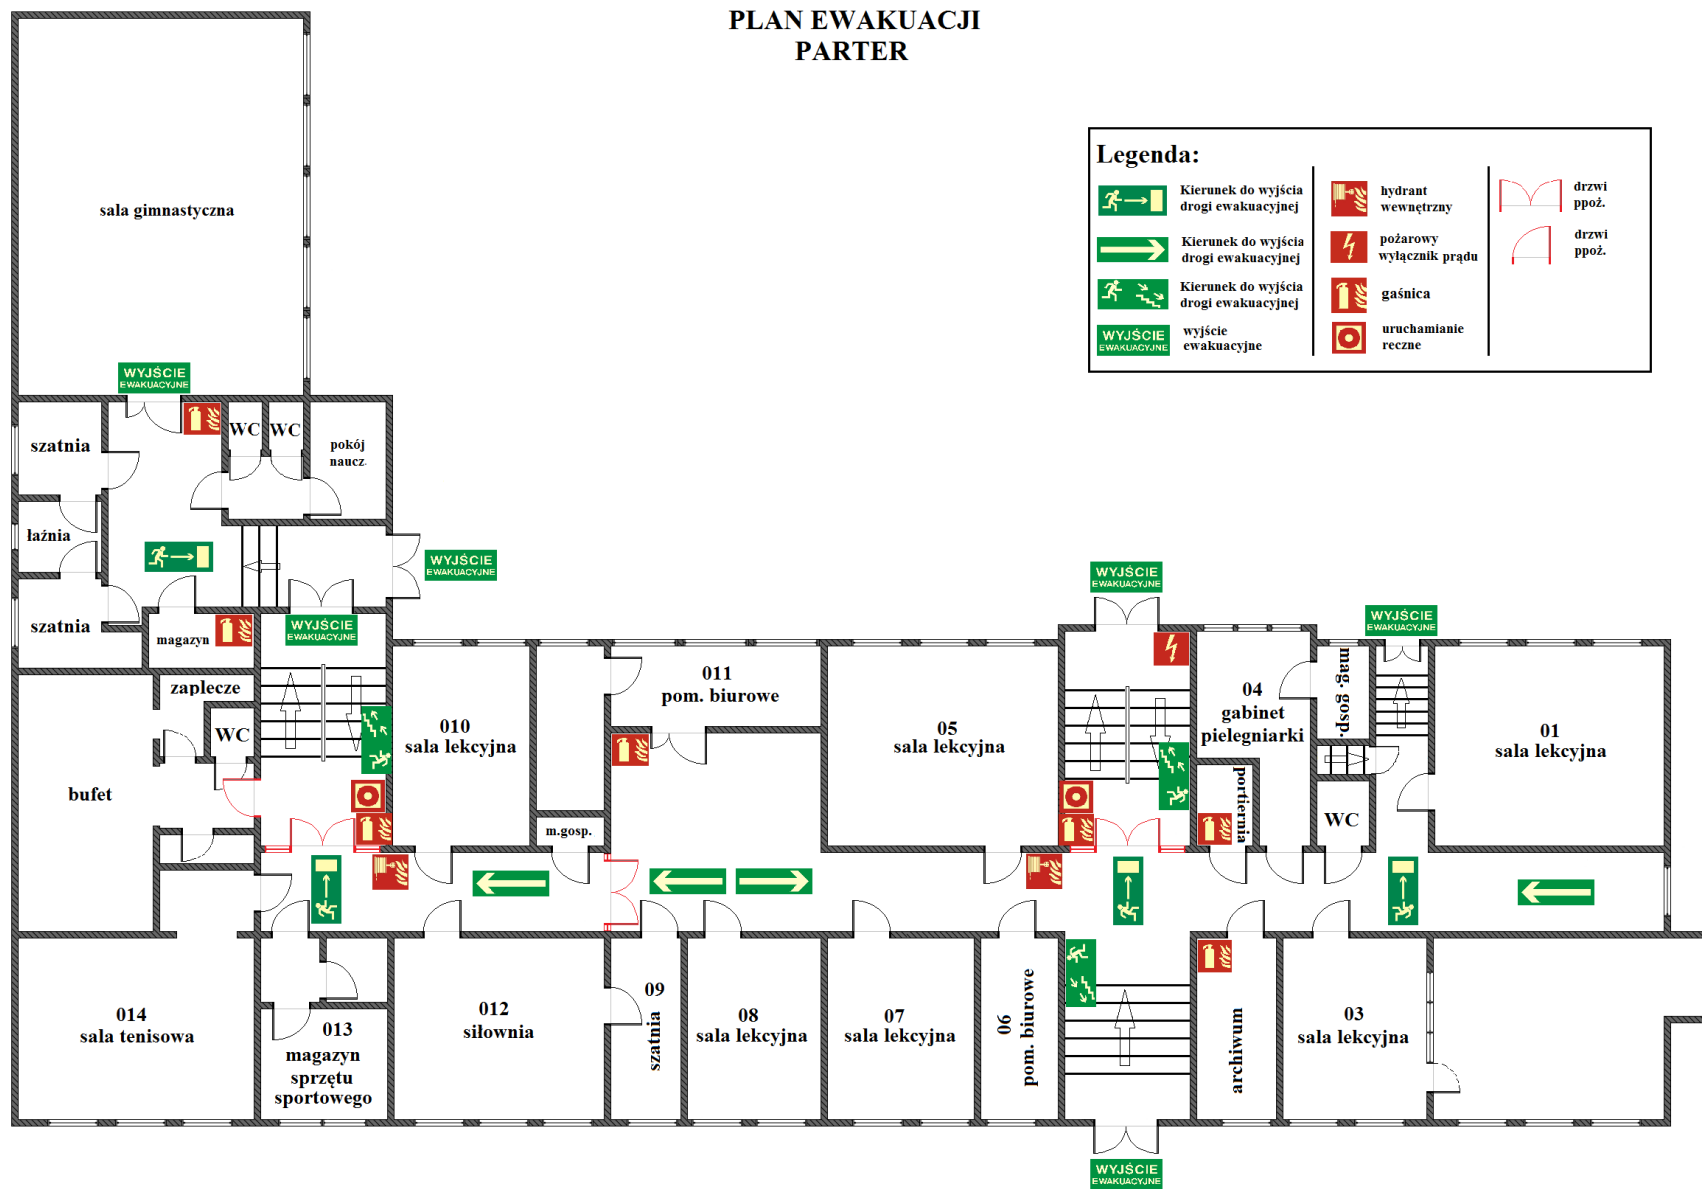 PLAN EWAKUACJI
PARTER
Legenda:
Kierunek do wyjścia
drogi ewakuacyjnej
Kierunek do wyjścia
drogi ewakuacyjnej
Kierunek do wyjścia
drogi ewakuacyjnej
WYJŚCIE
EWAKUACYJNE
wyjście
ewakuacyjne
hydrant
wewnętrzny
pożarowy
wyłącznik prądu
gaśnica
uruchamianie
reczne
drzwi
ppoż.
drzwi
ppoż.
sala gimnastyczna
WYJŚCIE
EWAKUACYJNE
szatnia
WC
WC
pokój
naucz.
łaźnia
WYJŚCIE
EWAKUACYJNE
szatnia
magazyn
WYJŚCIE
EWAKUACYJNE
WYJŚCIE
EWAKUACYJNE
WYJŚCIE
EWAKUACYJNE
zaplecze
WC
bufet
010
sala lekcyjna
m.gosp.
011
pom. biurowe
05
sala lekcyjna
04
gabinet
pielegniarki
portiernia
mag. gosp.
WC
01
sala lekcyjna
014
sala tenisowa
013
magazyn
sprzętu
sportowego
012
siłownia
09
szatnia
08
sala lekcyjna
07
sala lekcyjna
06
pom. biurowe
archiwum
03
sala lekcyjna
WYJŚCIE
EWAKUACYJNE